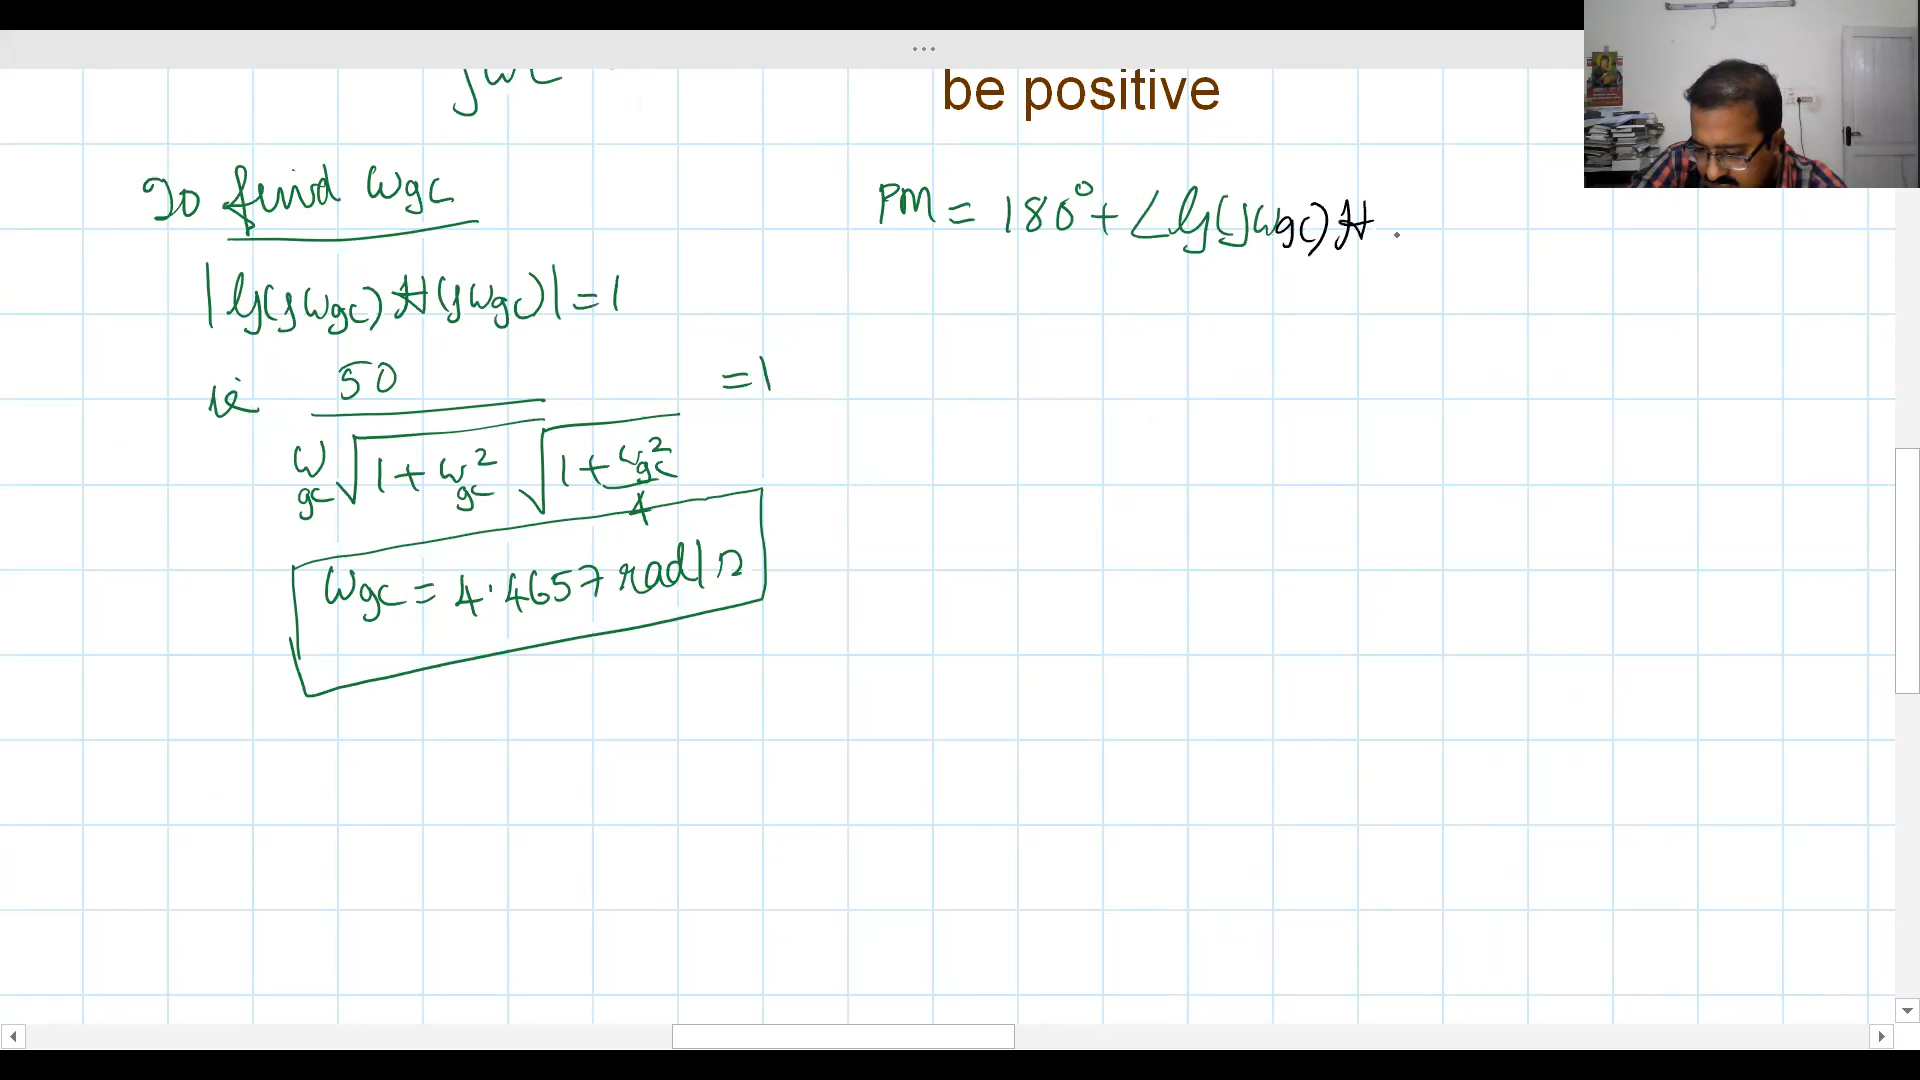 jωc
be positive
To find ωgc
|G(jωgc) H(jωgc)| = 1
ie 50 / (ωgc √(1+ωgc²) √(1+ωgc²/4)) = 1
ωgc = 4.4657 rad/s
PM = 180° + ∠G(jωgc) H